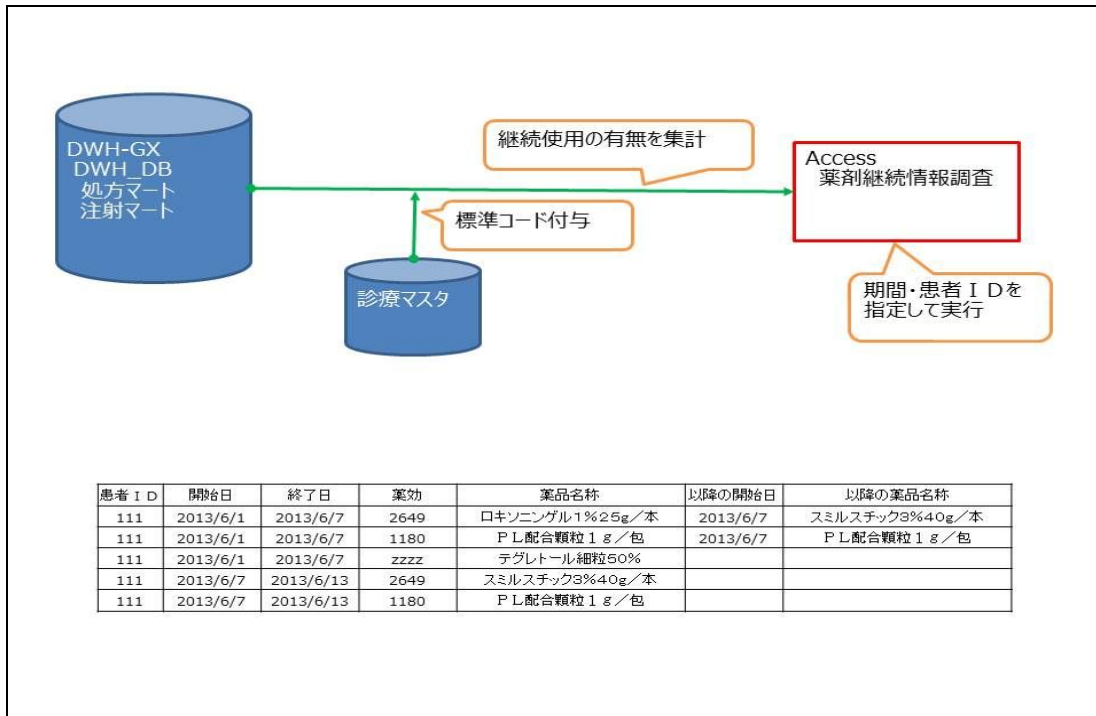 DWH-GX
DWH_DB
処方マート
注射マート
継続使用の有無を集計
Access
薬剤継続情報調査
標準コード付与
診療マスタ
期間・患者ＩＤを
指定して実行
患者ＩＤ 開始日 終了日 薬効 薬品名称 以降の開始日 以降の薬品名称
111 2013/6/1 2013/6/7 2649 ロキソニンゲル1%25g／本 2013/6/7 スミルスチック3%40g／本
111 2013/6/1 2013/6/7 1180 ＰＬ配合顆粒１ｇ／包 2013/6/7 ＰＬ配合顆粒１ｇ／包
111 2013/6/1 2013/6/7 zzzz テグレトール細粒50%
111 2013/6/7 2013/6/13 2649 スミルスチック3%40g／本
111 2013/6/7 2013/6/13 1180 ＰＬ配合顆粒１ｇ／包